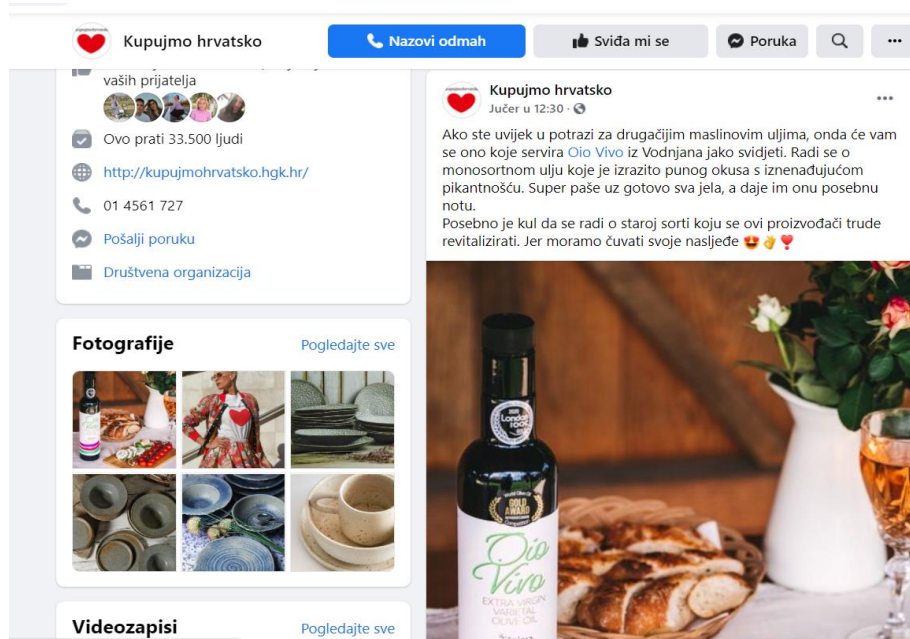 Kupujmo hrvatsko
Nazovi odmah
Sviđa mi se
Poruka
vaših prijatelja
Ovo prati 33.500 ljudi
http://kupujmohrvatsko.hgk.hr/
01 4561 727
Pošalji poruku
Društvena organizacija
Fotografije
Pogledajte sve
Videozapisi
Pogledajte sve
Kupujmo hrvatsko
Jučer u 12:30 ·
Ako ste uvijek u potrazi za drugačijim maslinovim uljima, onda će vam
se ono koje servira Oio Vivo iz Vodnjana jako svidjeti. Radi se o
monosortnom ulju koje je izrazito punog okusa s iznenađujućom
pikantnošću. Super paše uz gotovo sva jela, a daje im onu posebnu
notu.
Posebno je kul da se radi o staroj sorti koju se ovi proizvođači trude
revitalizirati. Jer moramo čuvati svoje nasljeđe 🤩👌❣️
2020
London
GOLD
AWARD
Oio
Vivo
EXTRA VIRGIN
VARIETAL
OLIVE OIL